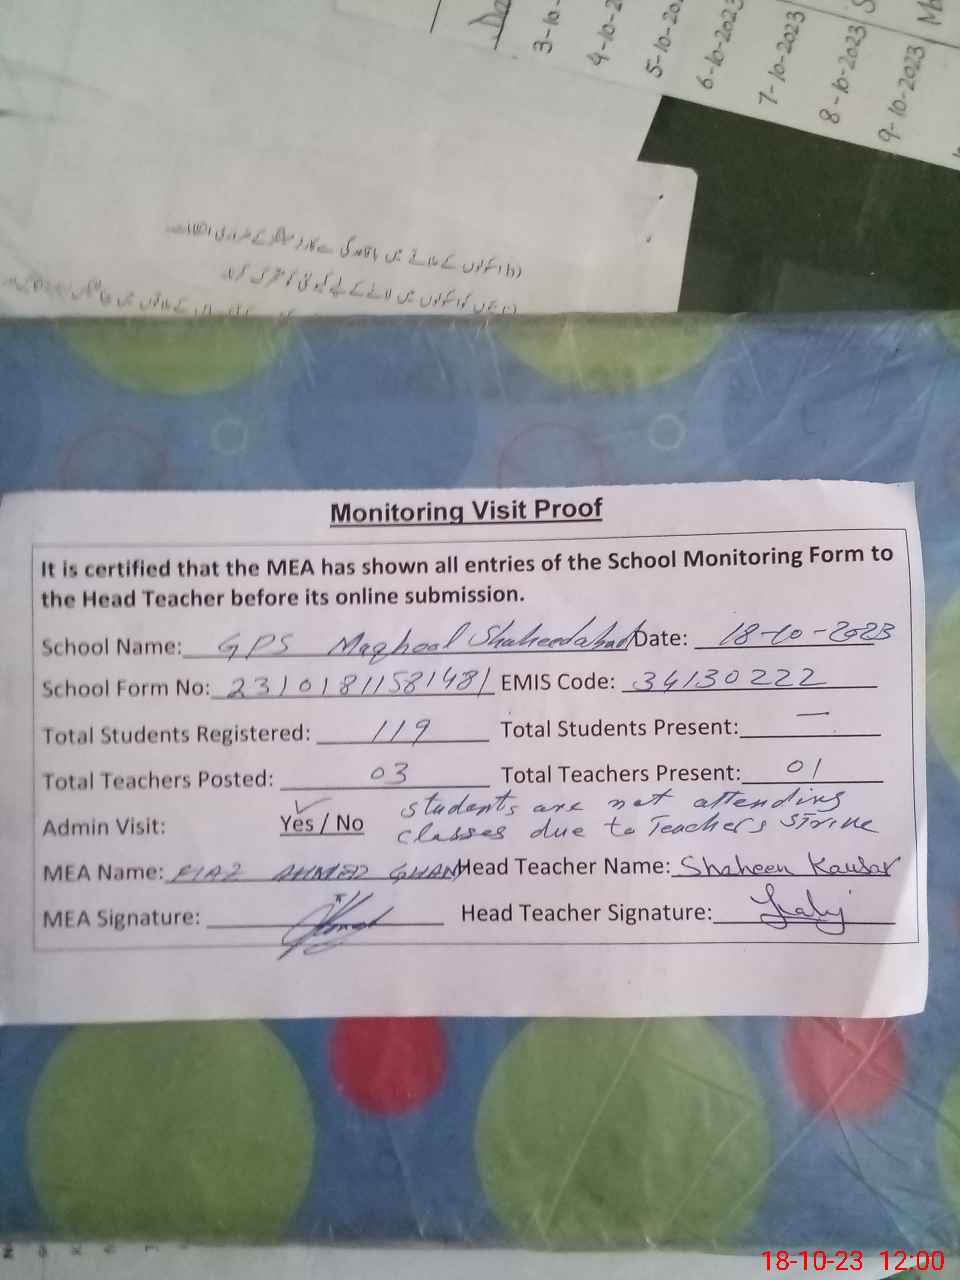 3-10-
4-10-2
5-10-202
6-10-2023
7-10-2023
8-10-2023
9-10-2023
Monitoring Visit Proof
It is certified that the MEA has shown all entries of the School Monitoring Form to
the Head Teacher before its online submission.
School Name: GPS Maqbool Shaheedabad Date: 18-10-2023
School Form No: 2310181158148/ EMIS Code: 34130222
Total Students Registered: 119 Total Students Present: —
Total Teachers Posted: 03 Total Teachers Present: 01
students are not attending
Admin Visit: Yes / No classes due to Teachers strike
MEA Name: FIAZ AHMED GHANI Head Teacher Name: Shaheen Kausar
MEA Signature: Head Teacher Signature:
18-10-23 12:00